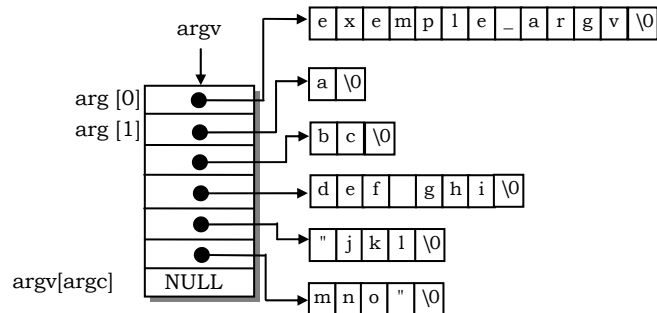 argv
e x e m p l e _ a r g v \0
arg [0]
a \0
arg [1]
b c \0
d e f g h i \0
" j k l \0
argv[argc] NULL
m n o " \0